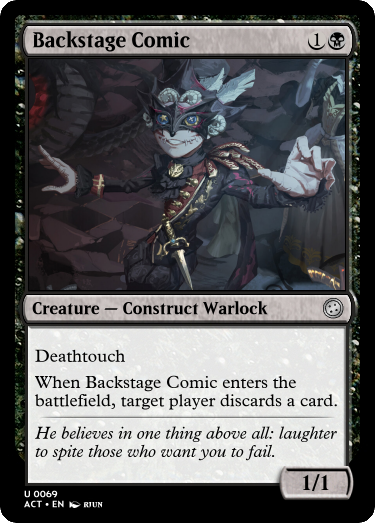 Backstage Comic 1
Creature — Construct Warlock
Deathtouch
When Backstage Comic enters the
battlefield, target player discards a card.
He believes in one thing above all: laughter
to spite those who want you to fail.
1/1
U 0069
ACT • EN RJUN